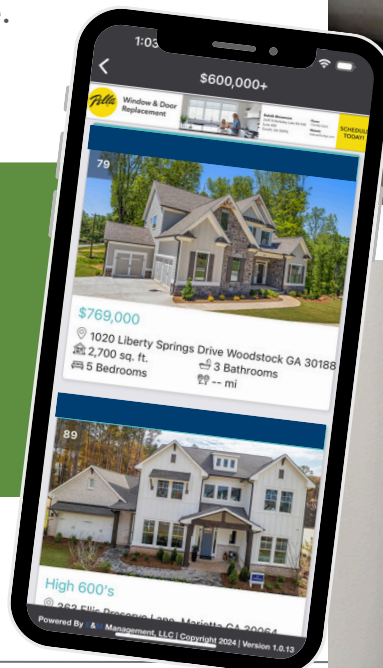 1:03
$600,000+
Pella
Window & Door
Replacement
SCHEDULE
TODAY!
79
$769,000
1020 Liberty Springs Drive Woodstock GA 30188
2,700 sq. ft.
3 Bathrooms
5 Bedrooms
-- mi
89
High 600's
Management, LLC | Copyright 2024 | Version 1.0.13
Powered By